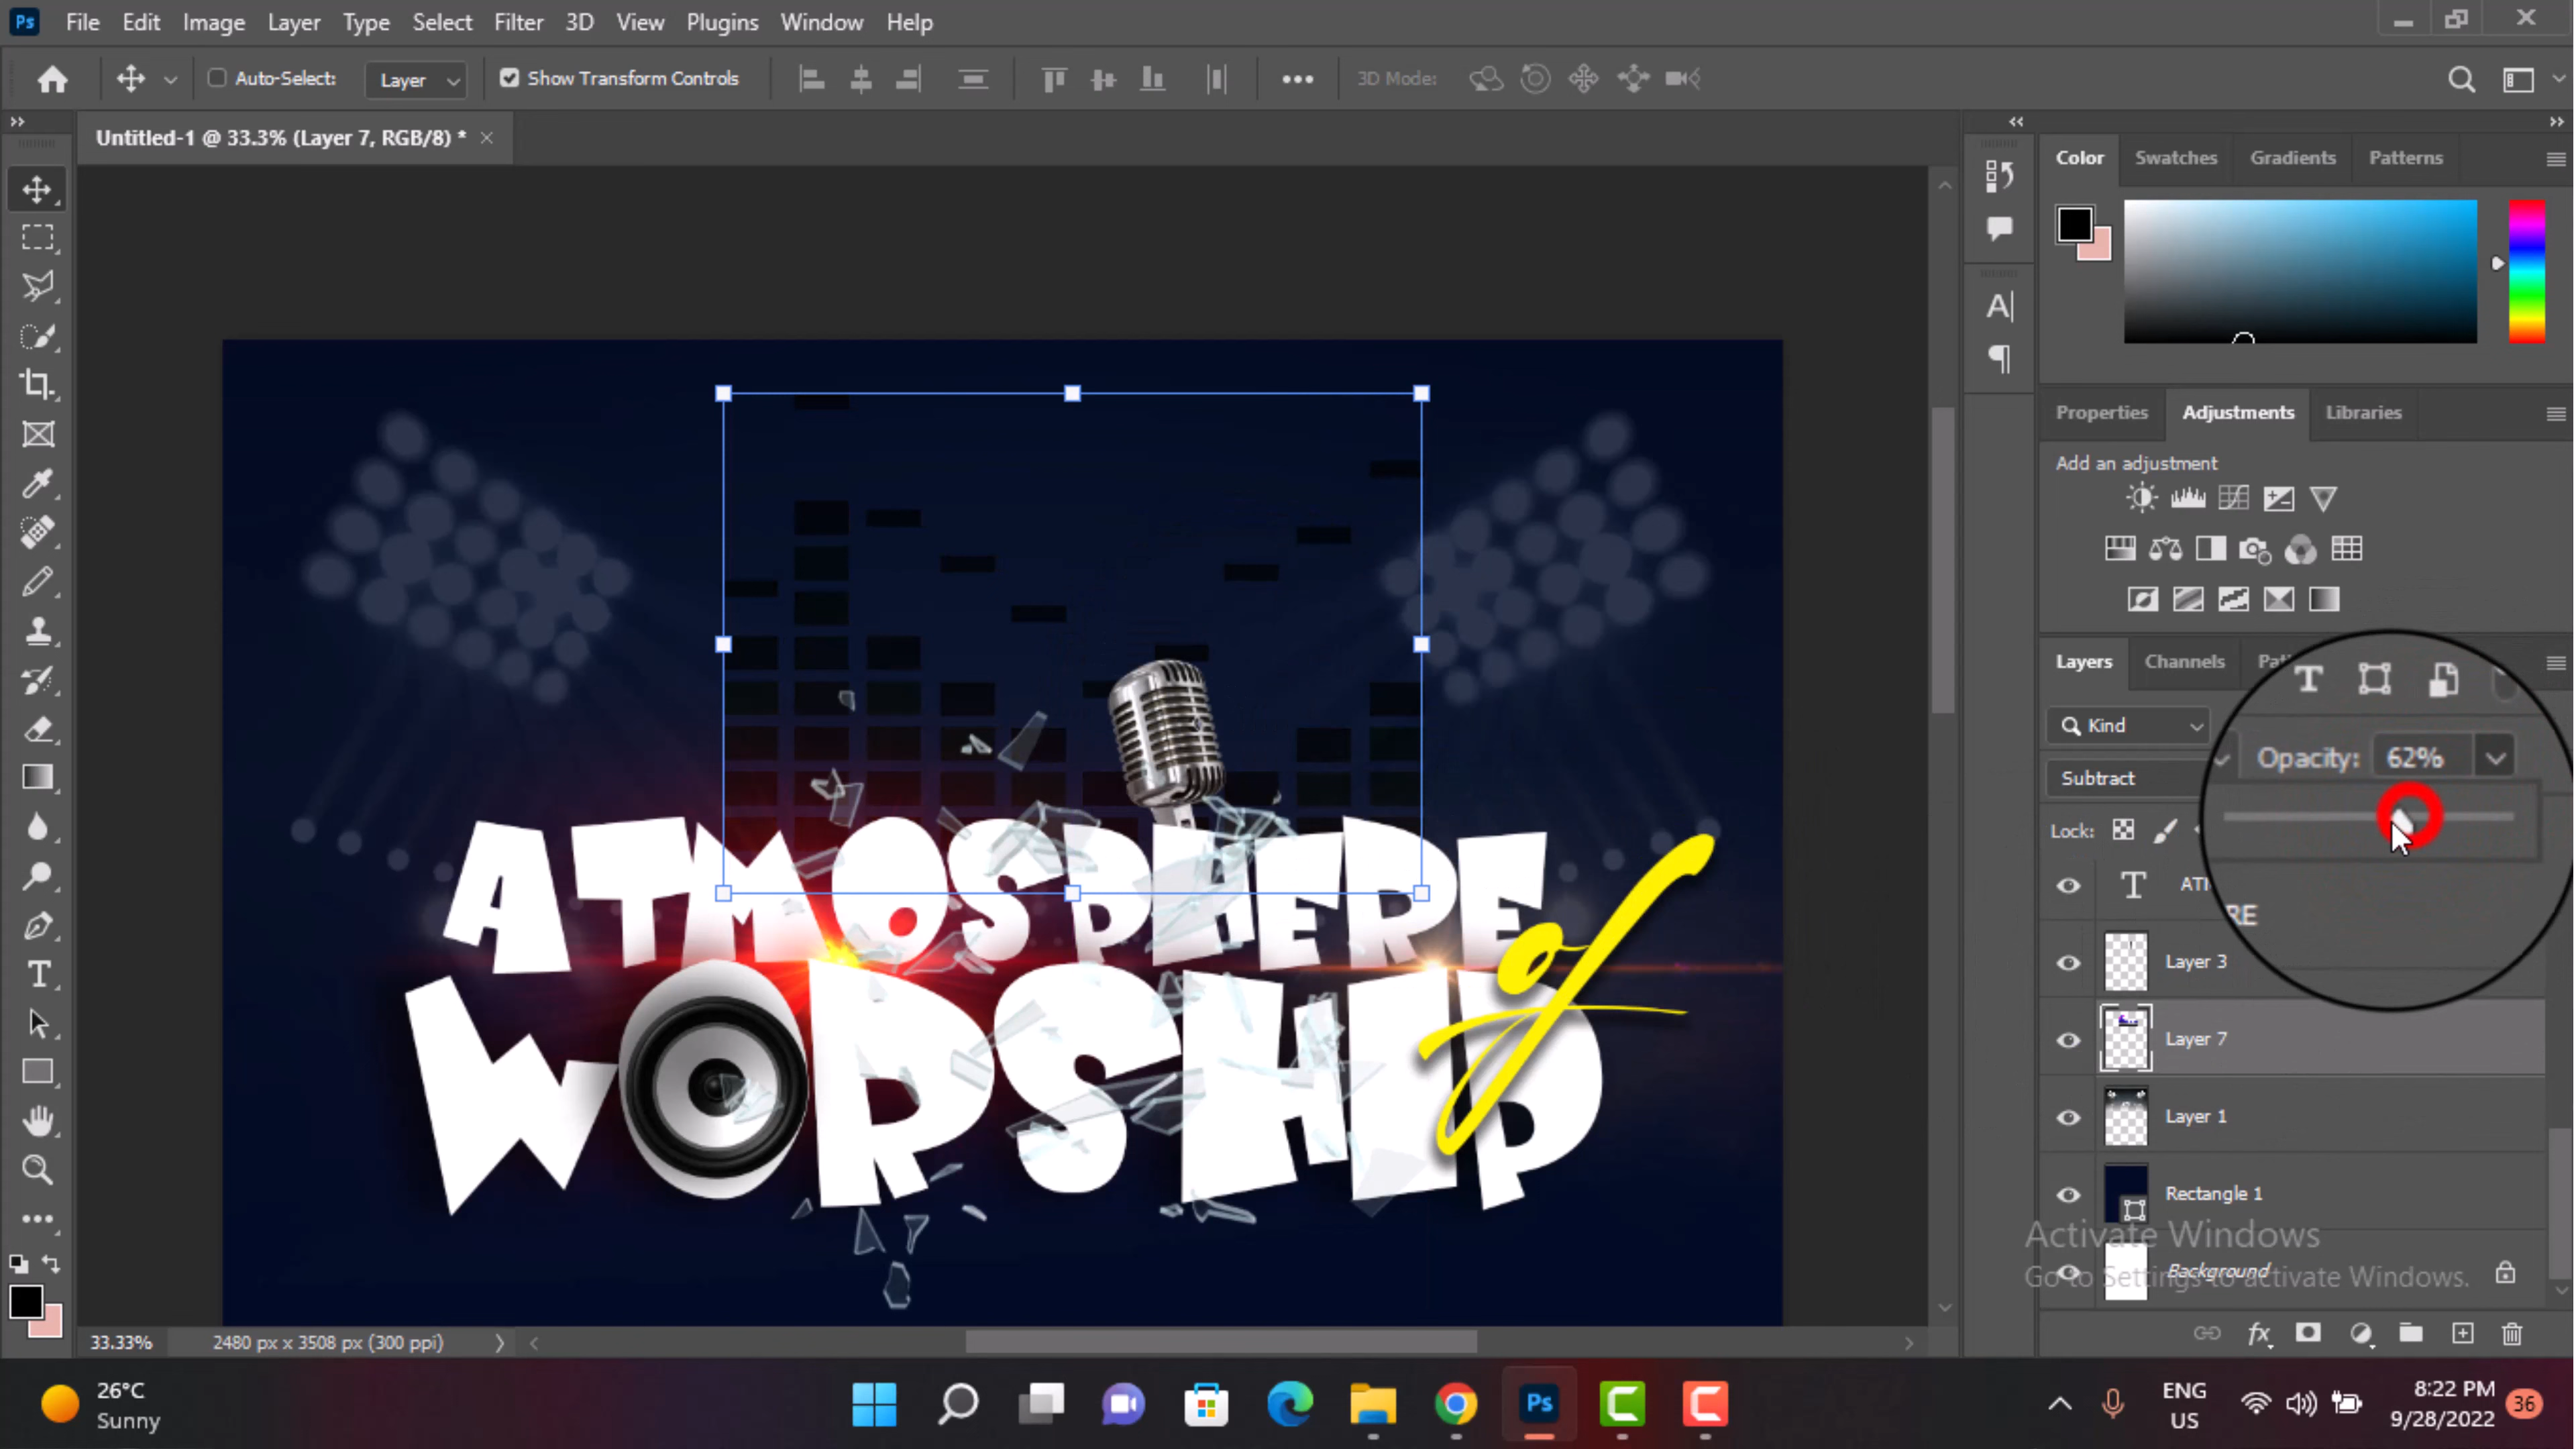 Ps File Edit Image Layer Type Select Filter 3D View Plugins Window Help
Auto-Select: Layer Show Transform Controls 3D Mode:
Untitled-1 @ 33.3% (Layer 7, RGB/8) *
Color Swatches Gradients Patterns
Properties Adjustments Libraries
Add an adjustment
Layers Channels
Kind
Opacity: 62%
Subtract
Lock:
RE
Layer 3
Layer 7
Layer 1
Rectangle 1
Background
Activate Windows
Go to Settings to activate Windows.
ATMOSPHERE
of
WORSHIP
33.33% 2480 px x 3508 px (300 ppi)
26°C
Sunny
Ps
ENG
US
8:22 PM
9/28/2022
36